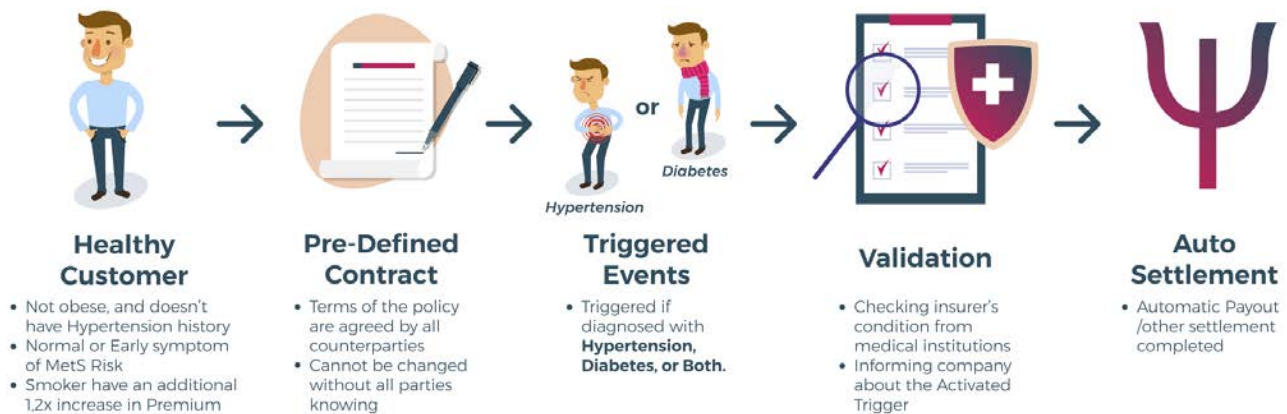 or
Diabetes
Hypertension
Healthy
Customer
• Not obese, and doesn't
have Hypertension history
• Normal or Early symptom
of MetS Risk
• Smoker have an additional
1,2x increase in Premium
Pre-Defined
Contract
• Terms of the policy
are agreed by all
counterparties
• Cannot be changed
without all parties
knowing
Triggered
Events
• Triggered if
diagnosed with
Hypertension,
Diabetes, or Both.
Validation
• Checking insurer's
condition from
medical institutions
• Informing company
about the Activated
Trigger
Auto
Settlement
• Automatic Payout
/other settlement
completed